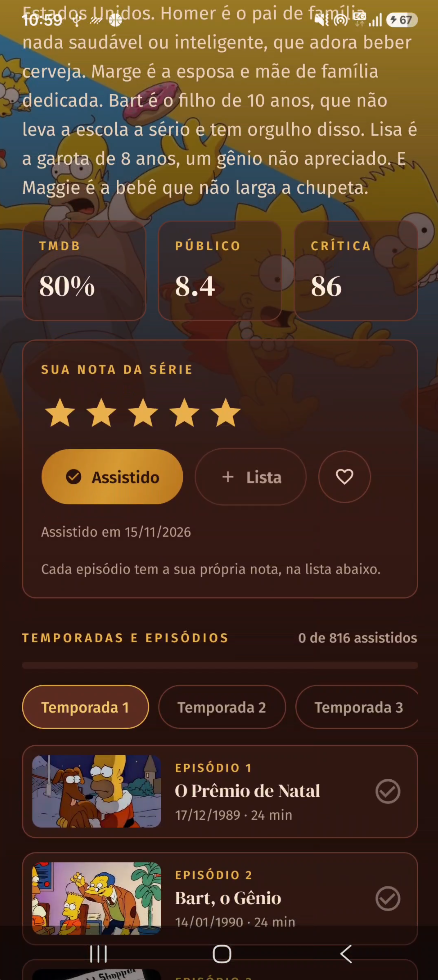 Estados Unidos. Homer é o pai de família
10:59
67
nada saudável ou inteligente, que adora beber
cerveja. Marge é a esposa e mãe de família
dedicada. Bart é o filho de 10 anos, que não
leva a escola a sério e tem orgulho disso. Lisa é
a garota de 8 anos, um gênio não apreciado. E
Maggie é a bebê que não larga a chupeta.
TMDB
80%
PÚBLICO
8.4
CRÍTICA
86
SUA NOTA DA SÉRIE
Assistido
+ Lista
Assistido em 15/11/2026
Cada episódio tem a sua própria nota, na lista abaixo.
TEMPORADAS E EPISÓDIOS
0 de 816 assistidos
Temporada 1
Temporada 2
Temporada 3
EPISÓDIO 1
O Prêmio de Natal
17/12/1989 · 24 min
EPISÓDIO 2
Bart, o Gênio
14/01/1990 · 24 min
EPISÓDIO 3